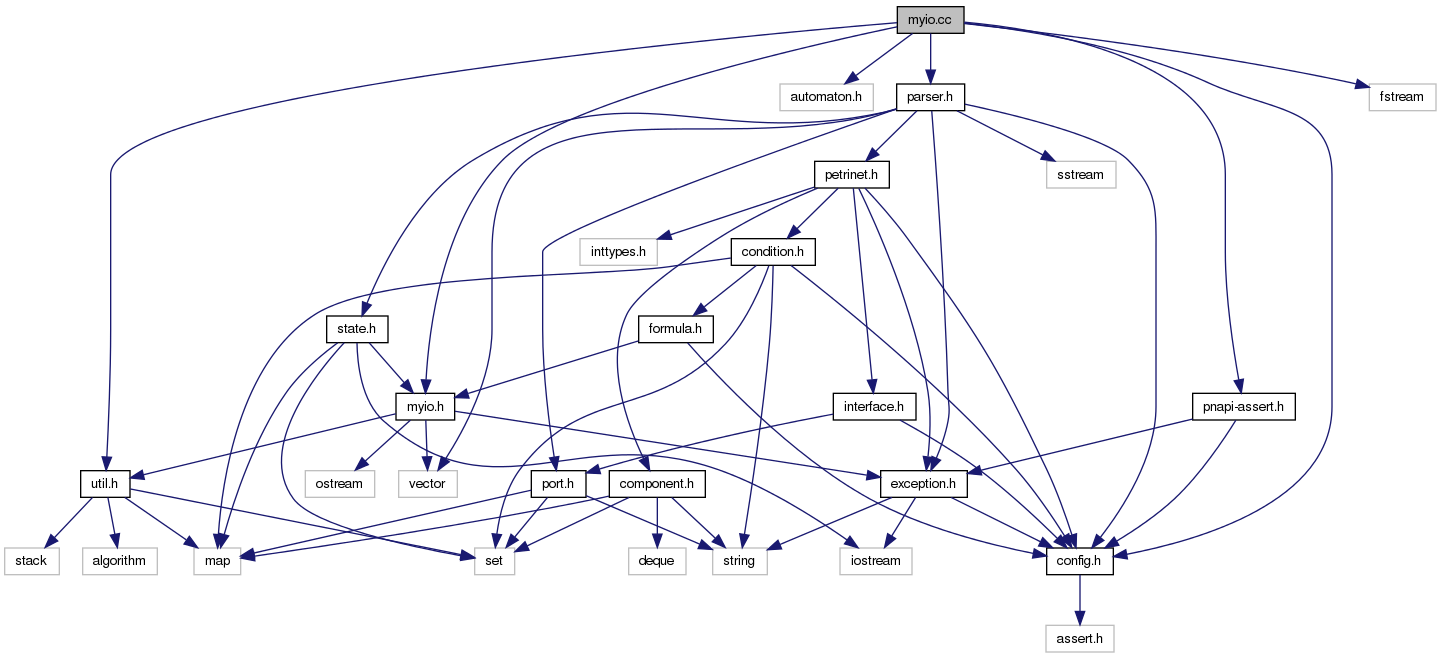 myio.cc
automaton.h
parser.h
fstream
petrinet.h
sstream
inttypes.h
condition.h
state.h
formula.h
myio.h
interface.h
pnapi-assert.h
util.h
ostream
vector
port.h
component.h
exception.h
stack
algorithm
map
set
deque
string
iostream
config.h
assert.h